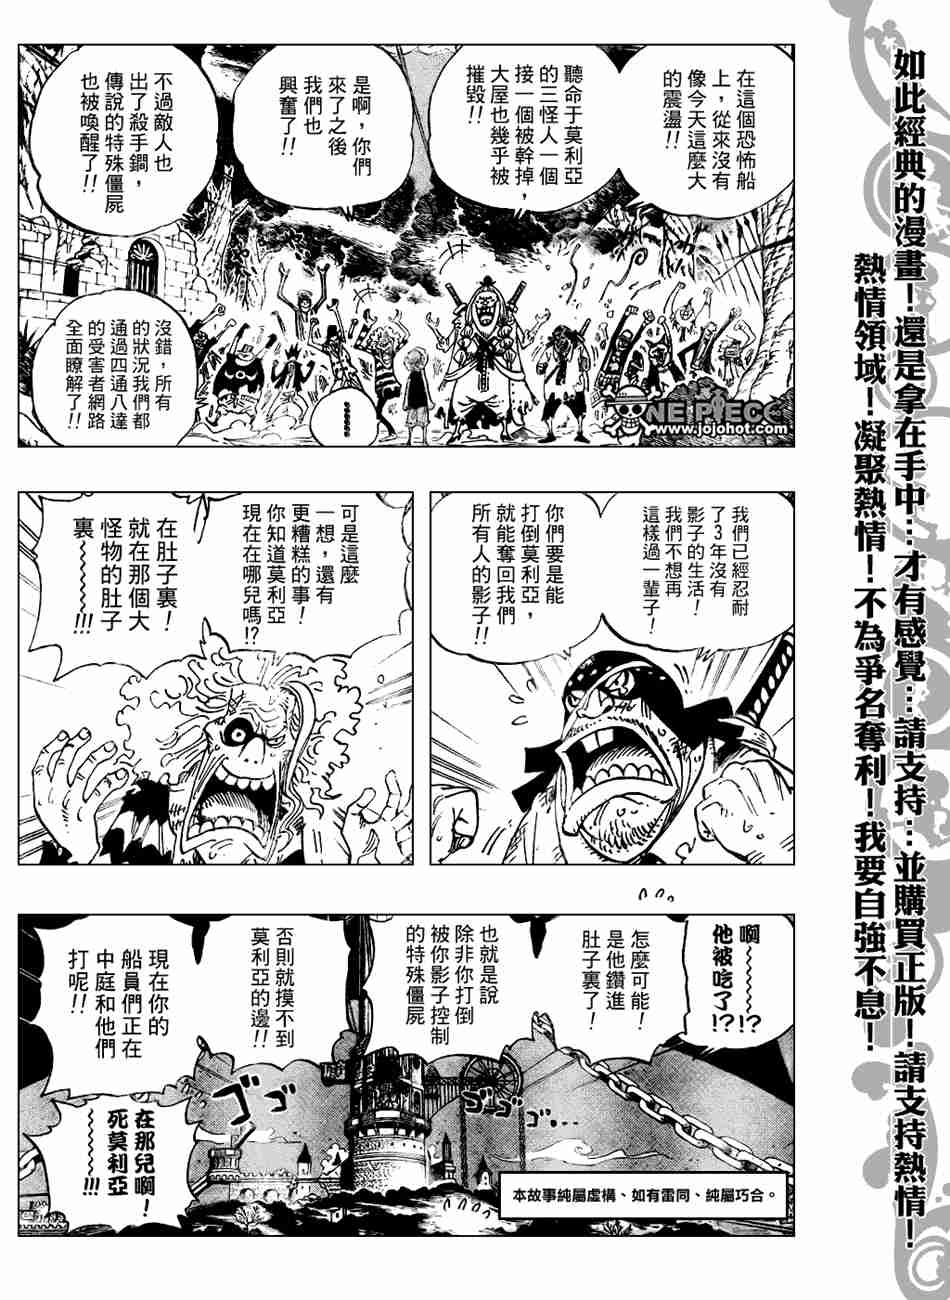 在這個恐怖船
上，從來沒有
像今天這麼大
的震盪!!
聽命于莫利亞
的三怪人一個
接一個被幹掉，
大屋也幾乎被
摧毀!!
是啊，你們
來了之後
我們也
興奮了!!
不過敵人也
出了殺手鐧，
傳說的特殊僵屍
也被喚醒了!!
沒錯，所有
的狀況我們都
通過四通八達
的受害者網路
全面瞭解了!!
ONE PIECE
www.jojohot.com
我們已經忍耐
了3年沒有
影子的生活！
我們不想再
這樣過一輩子！
你們要是能
打倒莫利亞，
就能奪回我們
所有人的影子!!
可是這麼
一想，還有
更糟糕的事！
你知道莫利亞
現在在哪兒嗎!?
在肚子裏！
就在那個大
怪物的肚子
裏～～～!!!
啊～～～
他被吃了!?!?
怎麼可能！
是他鑽進
肚子裏了！
也就是說
除非你打倒
被你影子控制
的特殊僵屍
否則就摸不到
莫利亞的邊!!
現在你的
船員們正在
中庭和他們
打呢!!
在那兒啊！
死莫利亞
～～～!!!
ゴゴ
ゴゴ
本故事純屬虛構、如有雷同、純屬巧合。
如此經典的漫畫！還是拿在手中…才有感覺…請支持…並購買正版！請支持熱情！
熱情領域！凝聚熱情！不為爭名奪利！我要自強不息！